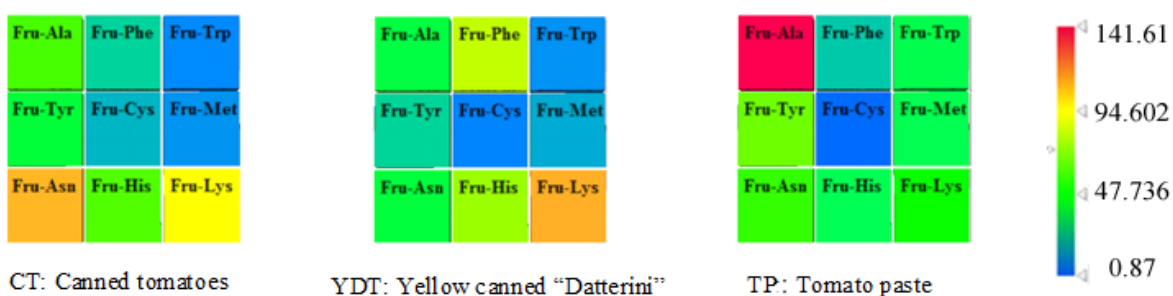 Fru-Ala Fru-Phe Fru-Trp
Fru-Tyr Fru-Cys Fru-Met
Fru-Asn Fru-His Fru-Lys
CT: Canned tomatoes
Fru-Ala Fru-Phe Fru-Trp
Fru-Tyr Fru-Cys Fru-Met
Fru-Asn Fru-His Fru-Lys
YDT: Yellow canned “Datterini”
Fru-Ala Fru-Phe Fru-Trp
Fru-Tyr Fru-Cys Fru-Met
Fru-Asn Fru-His Fru-Lys
TP: Tomato paste
141.61
94.602
47.736
0.87